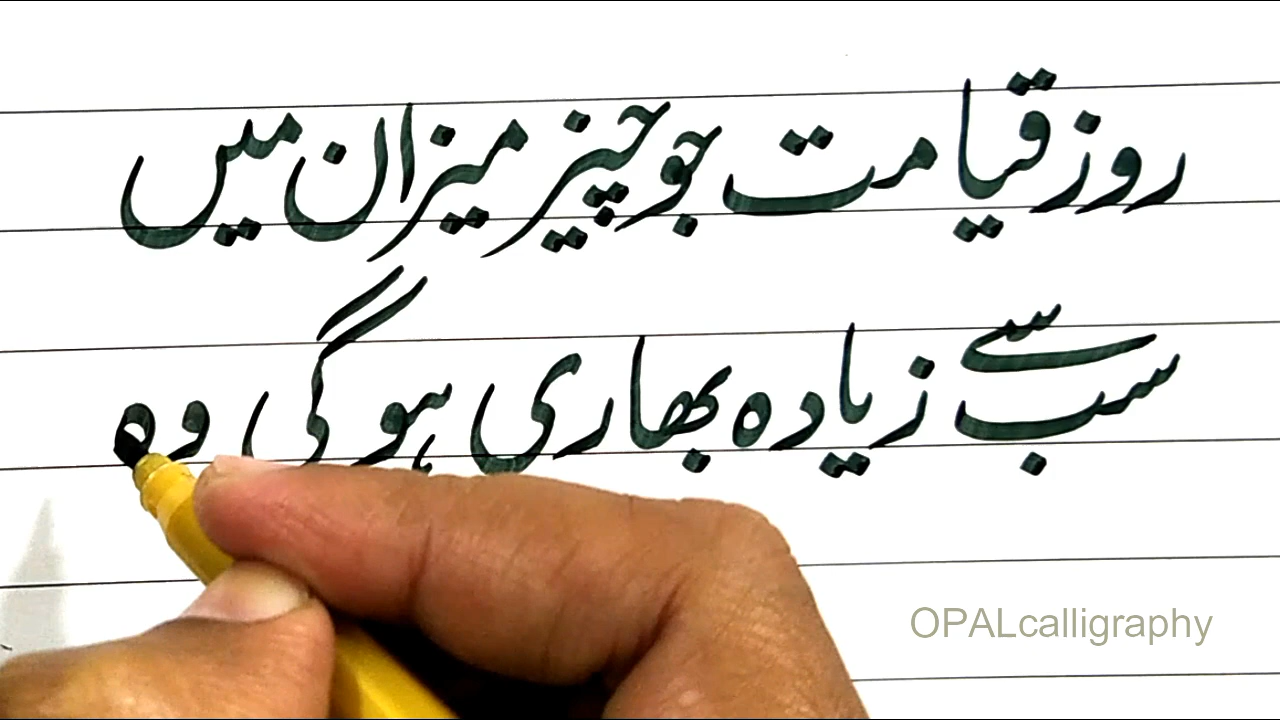 روز قیامت جو چیز میزان میں
سب سے زیادہ بھاری ہو گی وہ
OPALcalligraphy